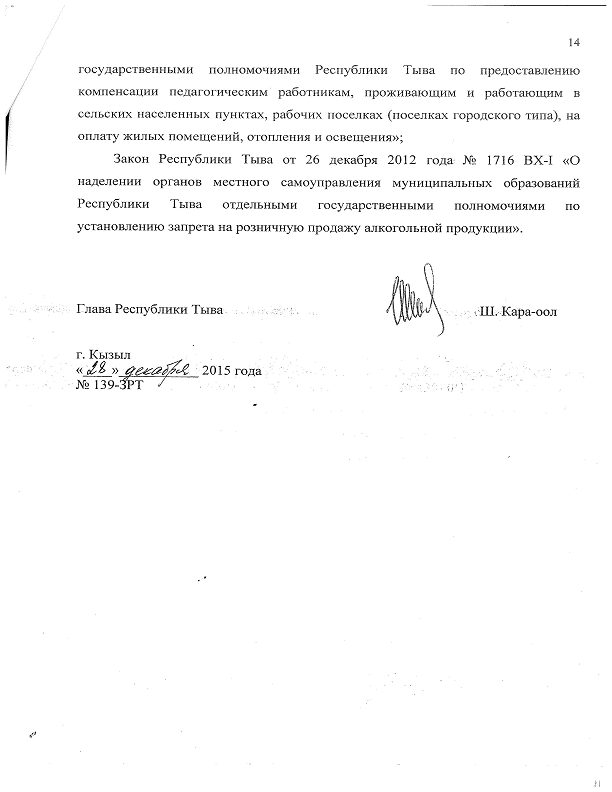 14
государственными полномочиями Республики Тыва по предоставлению
компенсации педагогическим работникам, проживающим и работающим в
сельских населенных пунктах, рабочих поселках (поселках городского типа), на
оплату жилых помещений, отопления и освещения»;
Закон Республики Тыва от 26 декабря 2012 года № 1716 ВХ-I «О
наделении органов местного самоуправления муниципальных образований
Республики Тыва отдельными государственными полномочиями по
установлению запрета на розничную продажу алкогольной продукции».
Глава Республики Тыва Ш. Кара-оол
г. Кызыл
«28» декабря 2015 года
№ 139-ЗРТ